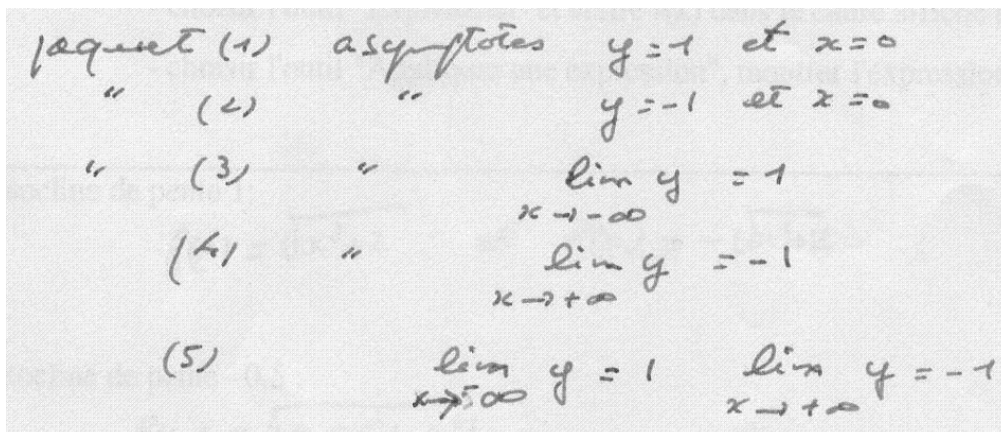 paquet (1) asymptotes y=1 et x=0
" (2) " y=-1 et x=0
" (3) " lim y = 1
x→-∞
(4) " lim y = -1
x→+∞
(5) lim y = 1 lim y = -1
x→-∞ x→+∞